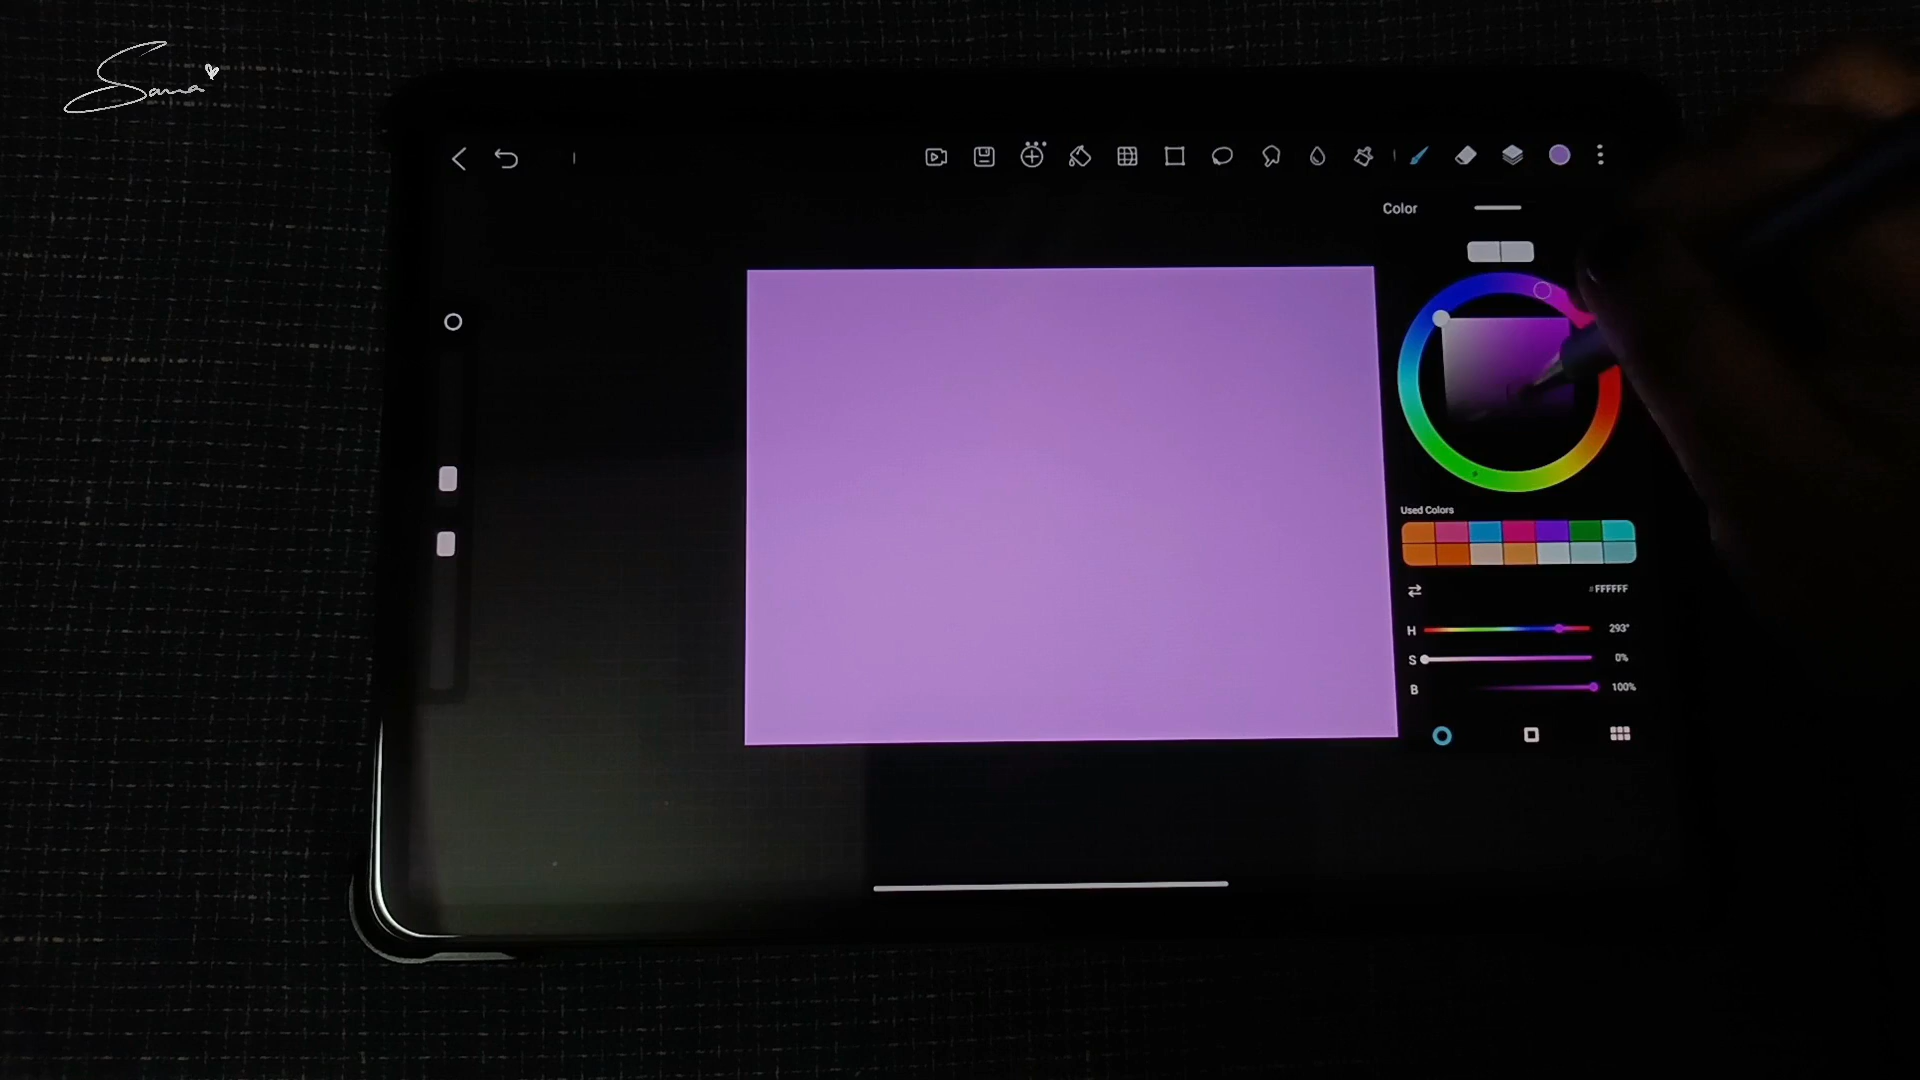 Sana
Color
Used Colors
#FFFFFF
H 293°
S 0%
B 100%